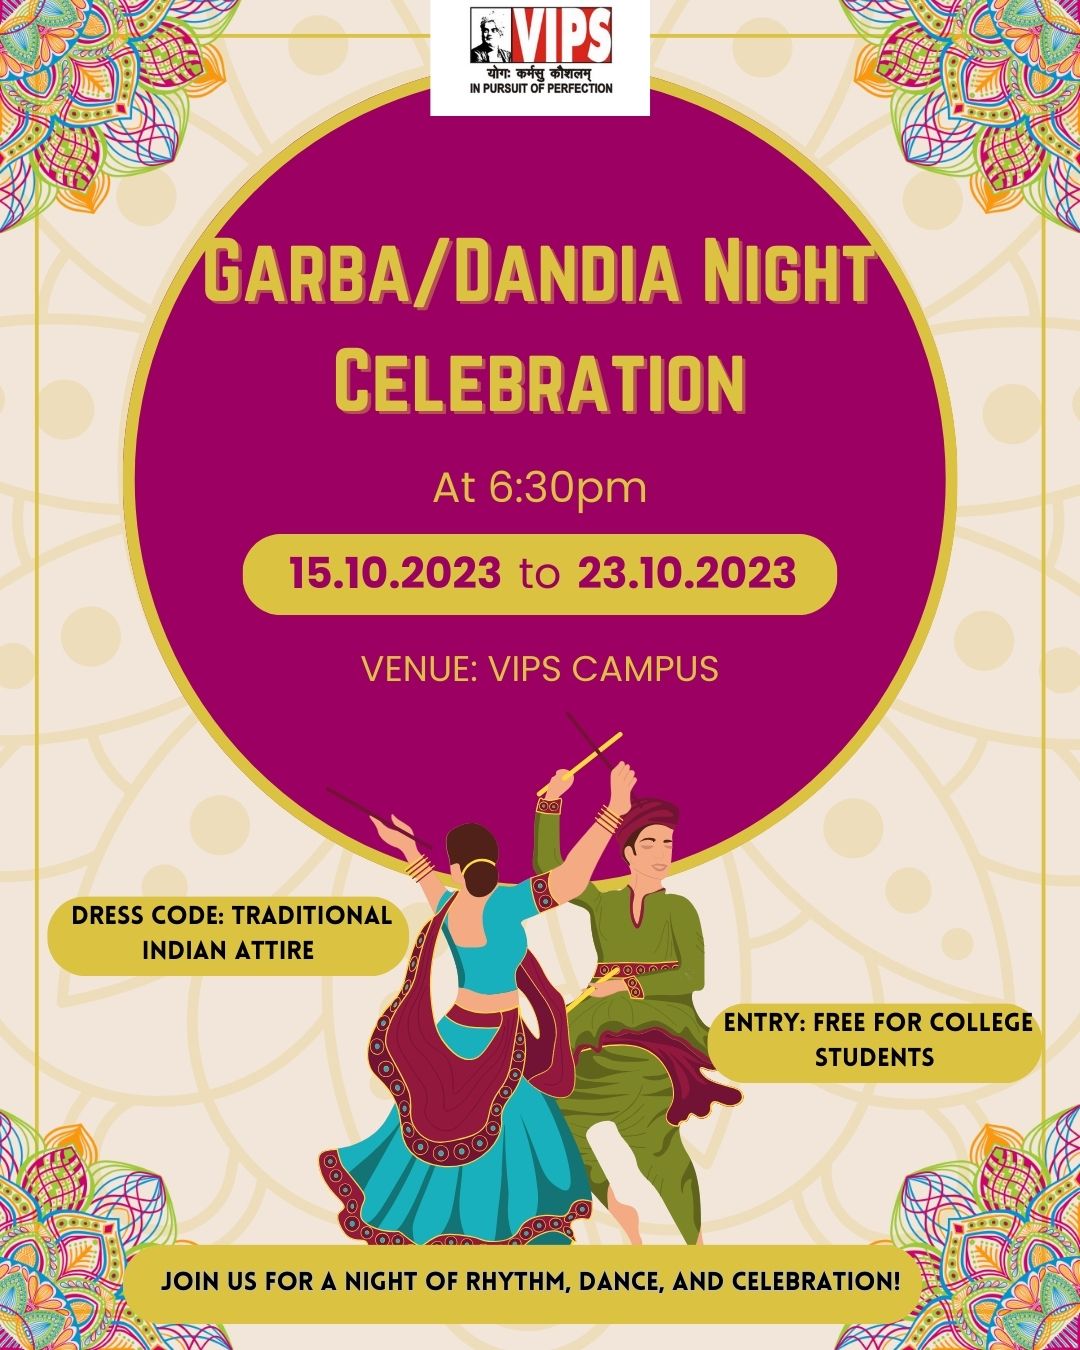 VIPS
योगः कर्मसु कौशलम्
IN PURSUIT OF PERFECTION
GARBA/DANDIA NIGHT
CELEBRATION
At 6:30pm
15.10.2023 to 23.10.2023
VENUE: VIPS CAMPUS
DRESS CODE: TRADITIONAL
INDIAN ATTIRE
ENTRY: FREE FOR COLLEGE
STUDENTS
JOIN US FOR A NIGHT OF RHYTHM, DANCE, AND CELEBRATION!